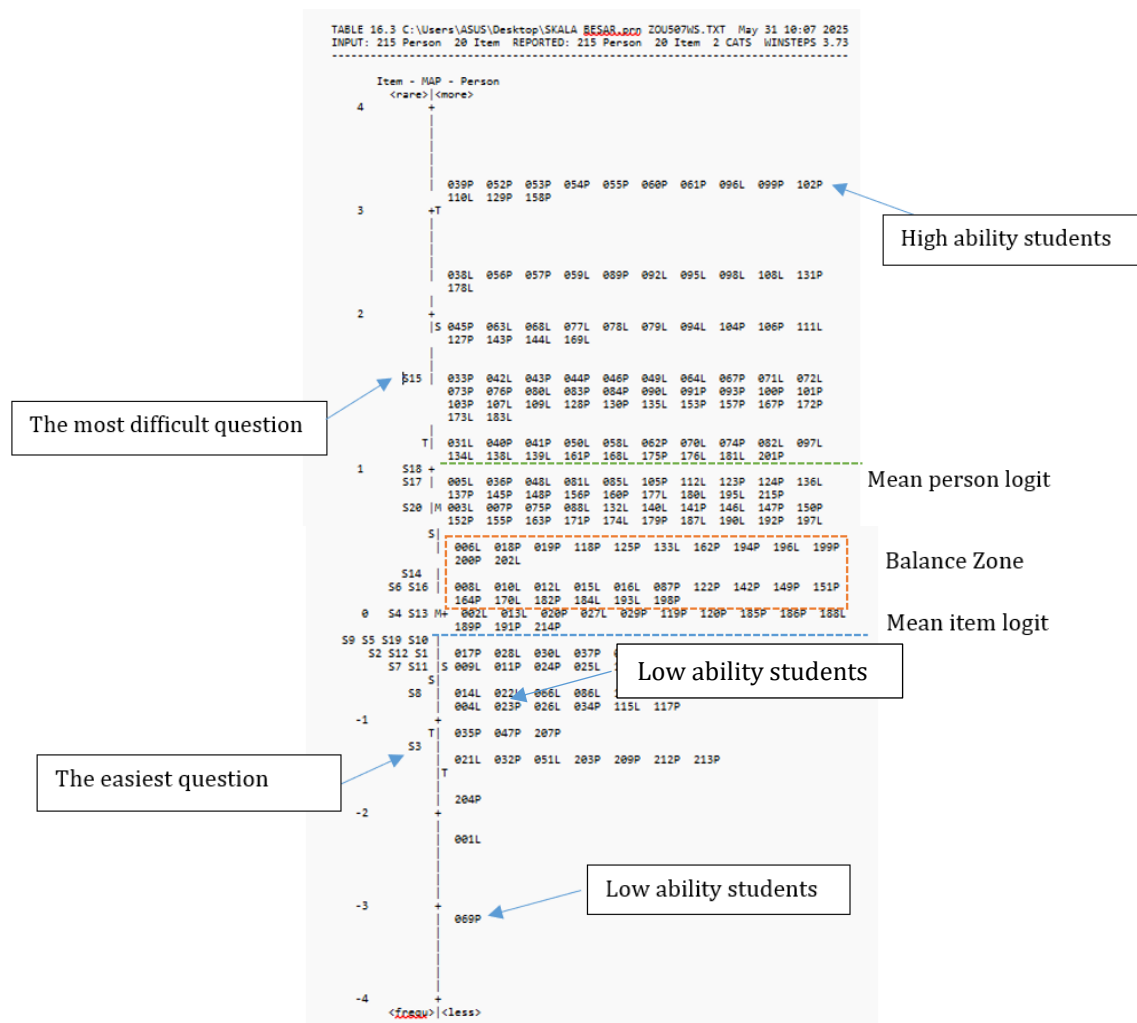 TABLE 16.3 C:\Users\ASUS\Desktop\SKALA BESAR.prn ZOU507WS.TXT May 31 10:07 2025
INPUT: 215 Person 20 Item REPORTED: 215 Person 20 Item 2 CATS WINSTEPS 3.73
--------------------------------------------------------------------------------
Item - MAP - Person
<rare>|<more>
4 +
| 039P 052P 053P 054P 055P 060P 061P 096L 099P 102P
110L 129P 158P
3 +T
High ability students
| 038L 056P 057P 059L 089P 092L 095L 098L 108L 131P
178L
2 +
|S 045P 063L 068L 077L 078L 079L 094L 104P 106P 111L
127P 143P 144L 169L
S15 | 033P 042L 043P 044P 046P 049L 064L 067P 071L 072L
073P 076P 080L 083P 084P 090L 091P 093P 100P 101P
103P 107L 109L 128P 130P 135L 153P 157P 167P 172P
173L 183L
The most difficult question
T| 031L 040P 041P 050L 058L 062P 070L 074P 082L 097L
134L 138L 139L 161P 168L 175P 176L 181L 201P
1 S18 +
Mean person logit
S17 | 005L 036P 048L 081L 085L 105P 112L 123P 124P 136L
137P 145P 148P 156P 160P 177L 180L 195L 215P
S20 |M 003L 007P 075P 088L 132L 140L 141P 146L 147P 150P
152P 155P 163P 171P 174L 179P 187L 190L 192P 197L
S|
| 006L 018P 019P 118P 125P 133L 162P 194P 196L 199P
200P 202L
Balance Zone
S14 |
S6 S16 | 008L 010L 012L 015L 016L 087P 122P 142P 149P 151P
164P 170L 182P 184L 193L 198P
0 S4 S13 M+ 002L 013L 020P 027L 029P 119P 120P 185P 186P 188L
189P 191P 214P
Mean item logit
S9 S5 S19 S10 |
S2 S12 S1 | 017P 028L 030L 037P
S7 S11 |S 009L 011P 024P 025L
Low ability students
S|
S8 | 014L 022L 066L 086L
004L 023P 026L 034P 115L 117P
-1 +
T| 035P 047P 207P
S3 |
| 021L 032P 051L 203P 209P 212P 213P
The easiest question
|T
| 204P
-2 +
| 001L
Low ability students
-3 +
| 069P
-4 +
<frequ>|<less>